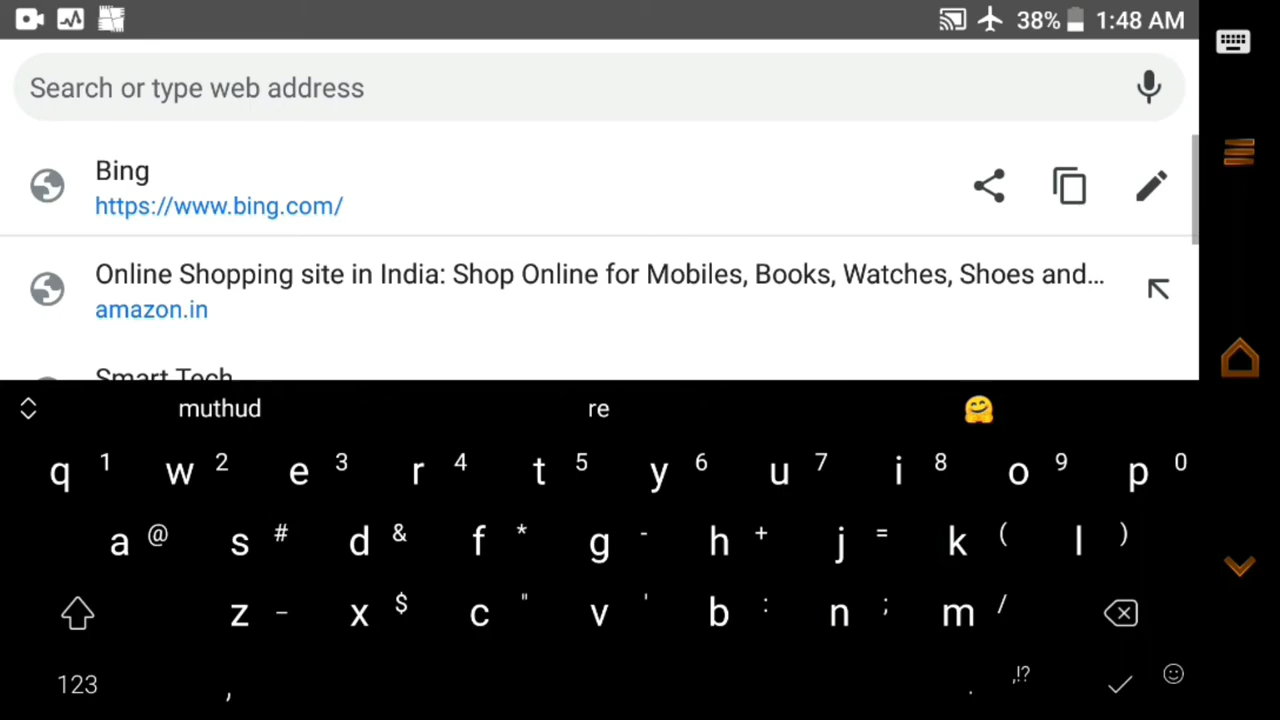 38% 1:48 AM
Search or type web address
Bing
https://www.bing.com/
Online Shopping site in India: Shop Online for Mobiles, Books, Watches, Shoes and...
amazon.in
Smart Tech
muthud re
q 1 w 2 e 3 r 4 t 5 y 6 u 7 i 8 o 9 p 0
a @ s # d & f * g - h + j = k ( l )
z _ x $ c " v ' b : n ; m /
123 , . ,!?